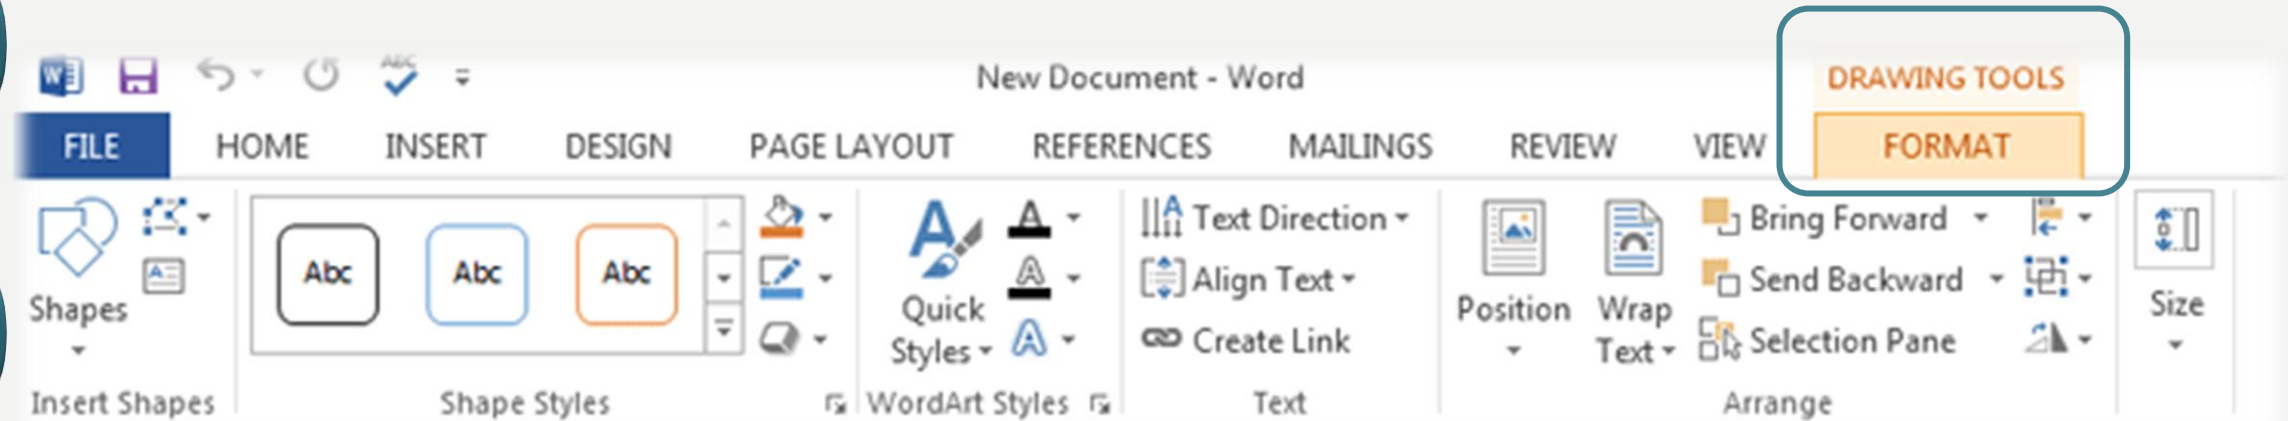 W ABC New Document - Word DRAWING TOOLS
FILE HOME INSERT DESIGN PAGE LAYOUT REFERENCES MAILINGS REVIEW VIEW FORMAT
Shapes
Insert Shapes
Abc Abc Abc
Shape Styles
A A
Quick A
Styles A
WordArt Styles
A Text Direction
Align Text
Create Link
Text
Position
Wrap
Text
Bring Forward
Send Backward
Selection Pane
Arrange
Size